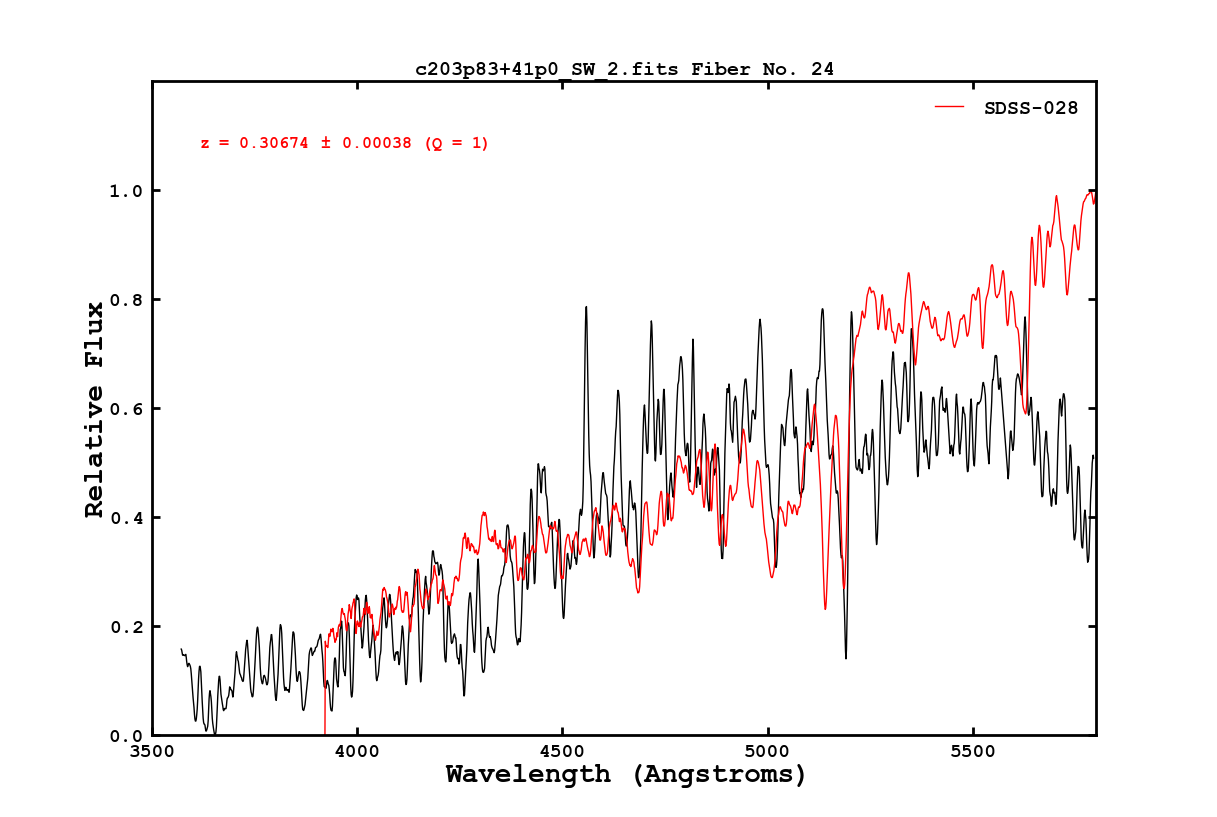 c203p83+41p0_SW_2.fits Fiber No. 24
SDSS-028
z = 0.30674 ± 0.00038 (Q = 1)
1.0
0.8
0.6
0.4
0.2
0.0
Relative Flux
3500 4000 4500 5000 5500
Wavelength (Angstroms)